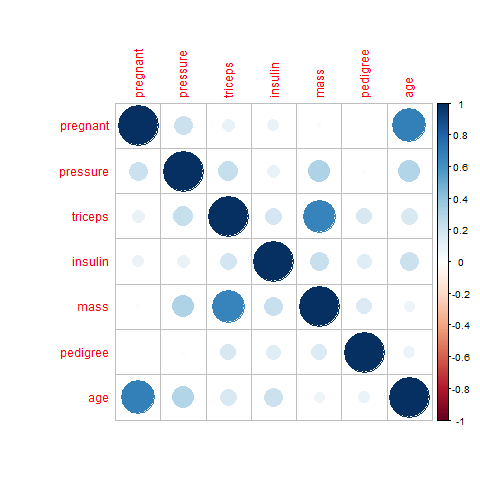 pregnant
pressure
triceps
insulin
mass
pedigree
age
pregnant
pressure
triceps
insulin
mass
pedigree
age
1
0.8
0.6
0.4
0.2
0
-0.2
-0.4
-0.6
-0.8
-1